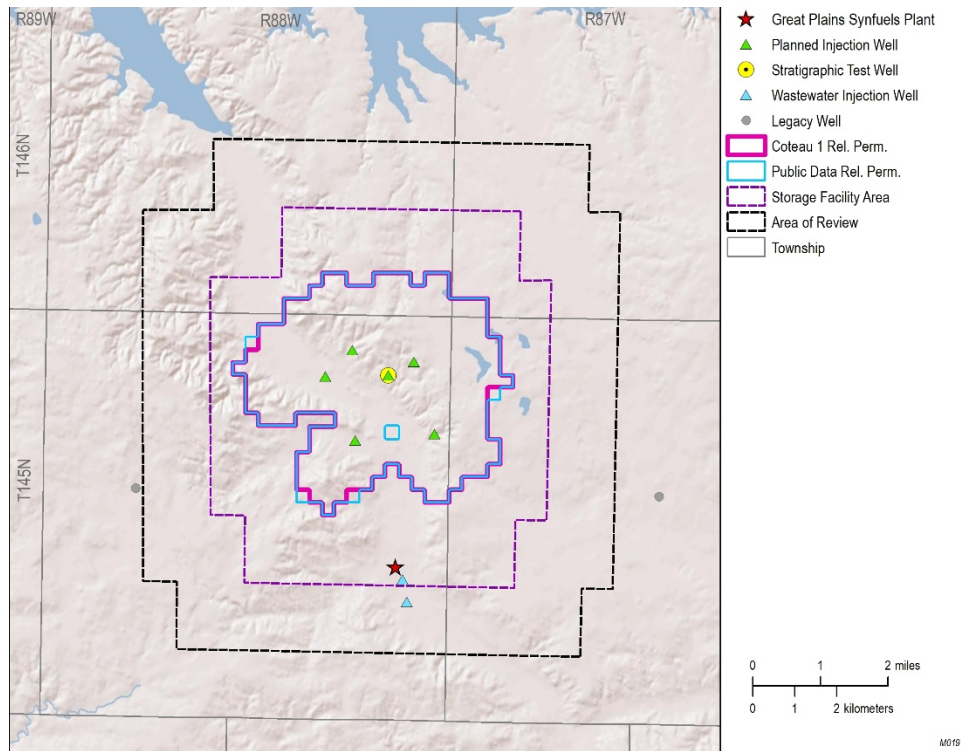 R89W
R88W
R87W
T146N
T145N
Great Plains Synfuels Plant
Planned Injection Well
Stratigraphic Test Well
Wastewater Injection Well
Legacy Well
Coteau 1 Rel. Perm.
Public Data Rel. Perm.
Storage Facility Area
Area of Review
Township
0 1 2 miles
0 1 2 kilometers
M019